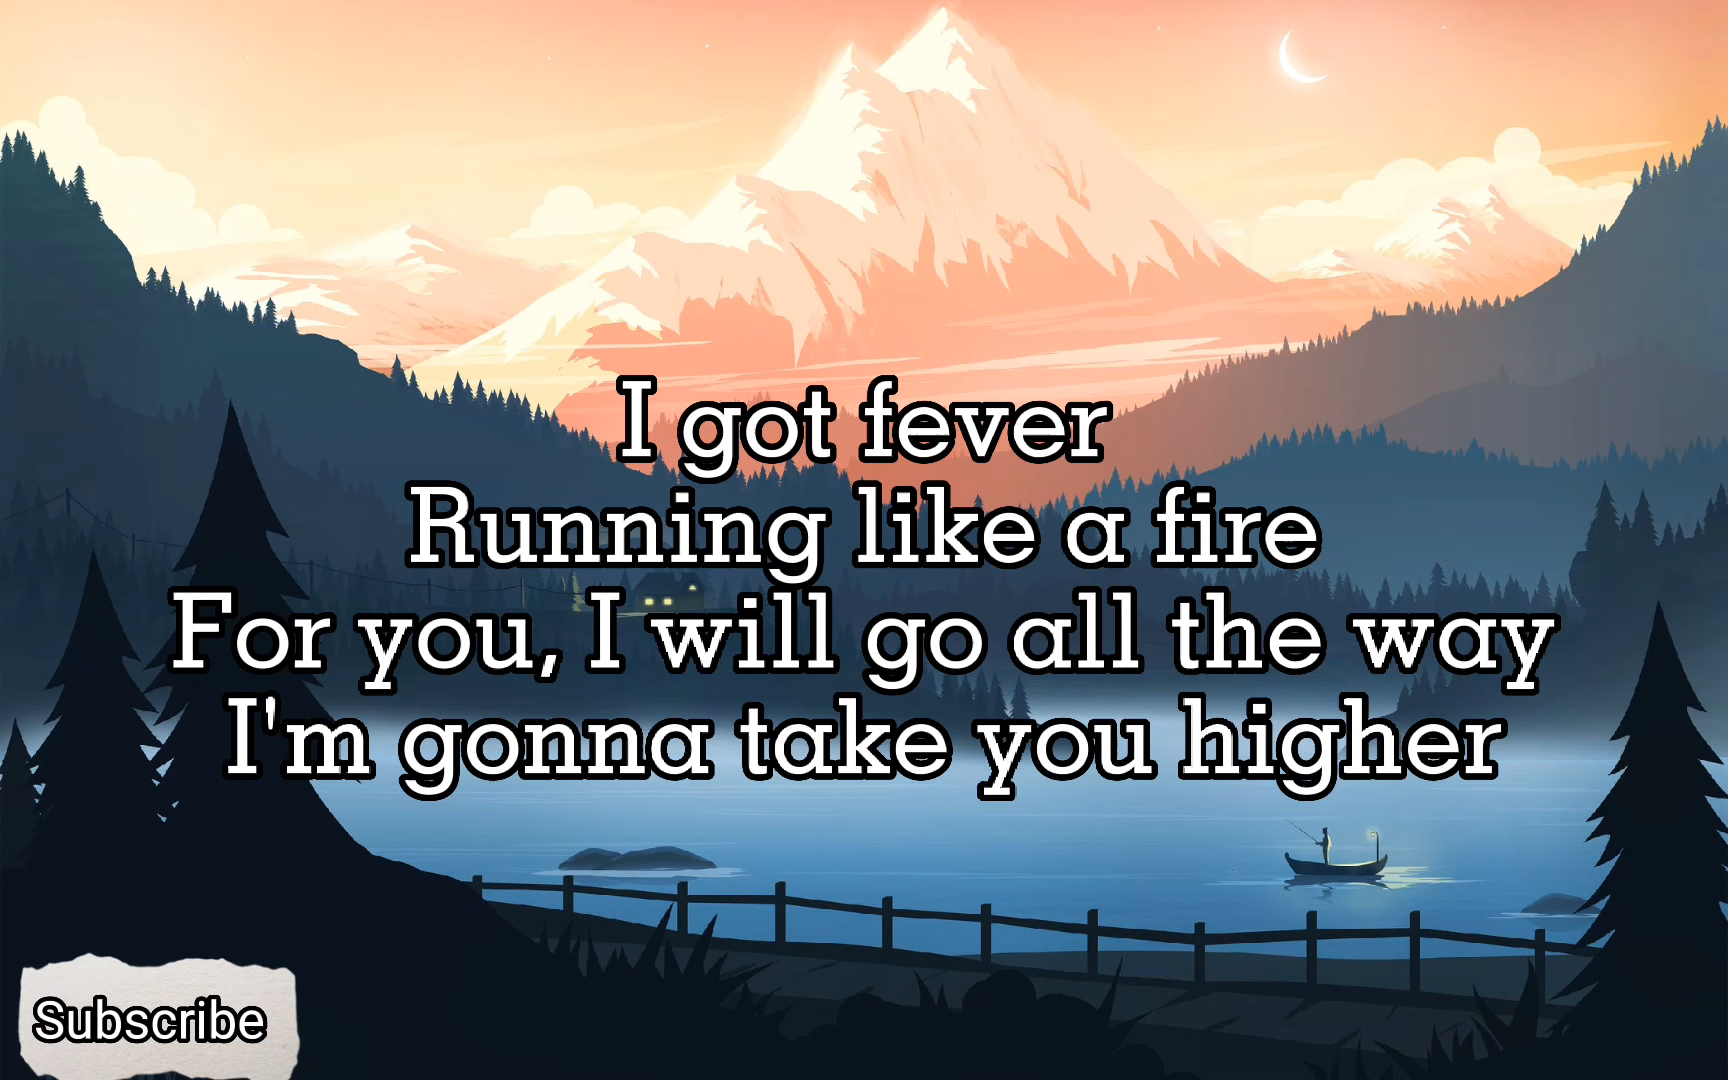 I got fever
Running like a fire
For you, I will go all the way
I'm gonna take you higher
Subscribe